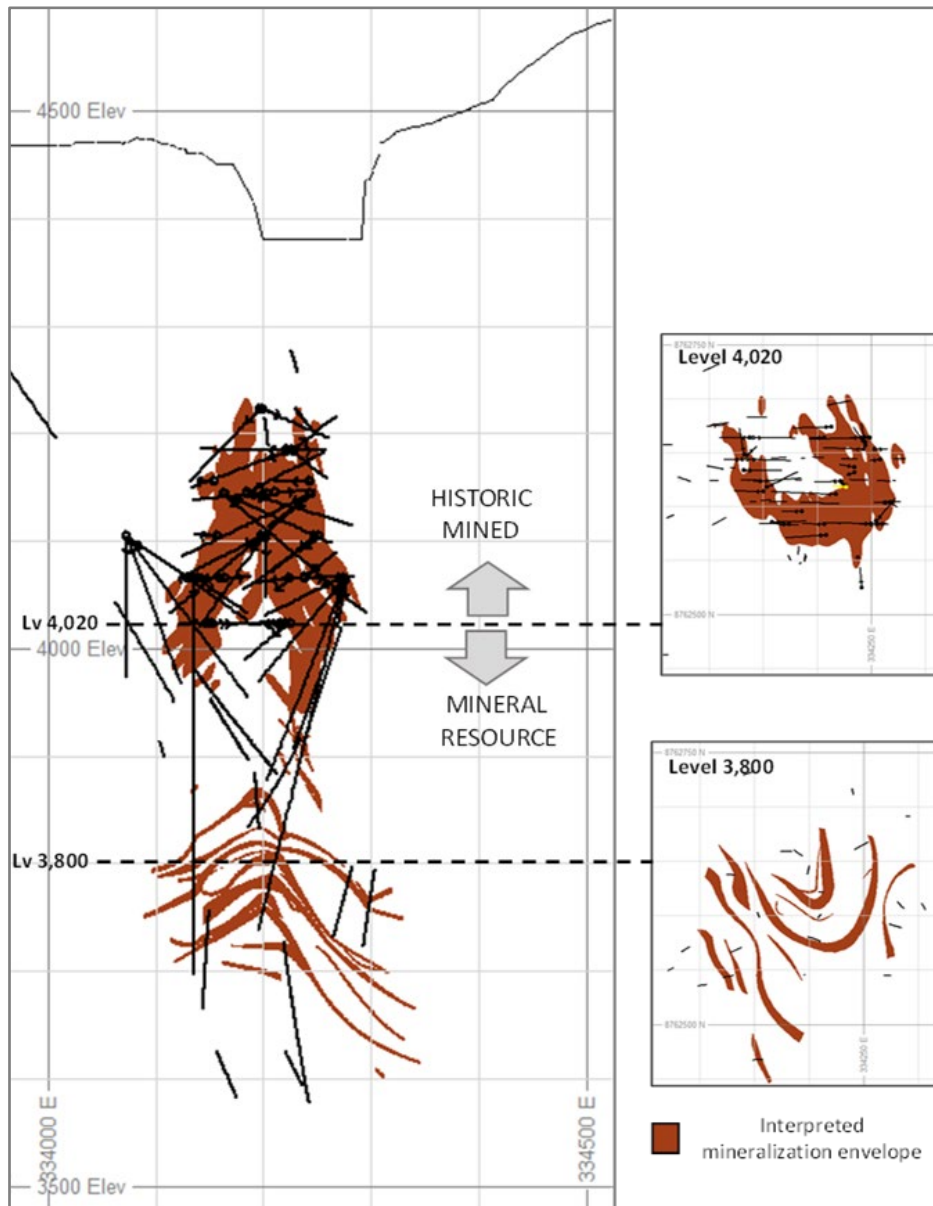 4500 Elev
HISTORIC
MINED
Lv 4,020
4000 Elev
MINERAL
RESOURCE
Lv 3,800
334000 E
334500 E
3500 Elev
8762750 N
Level 4,020
8762500 N
334250 E
8762750 N
Level 3,800
8762500 N
334250 E
Interpreted
mineralization envelope